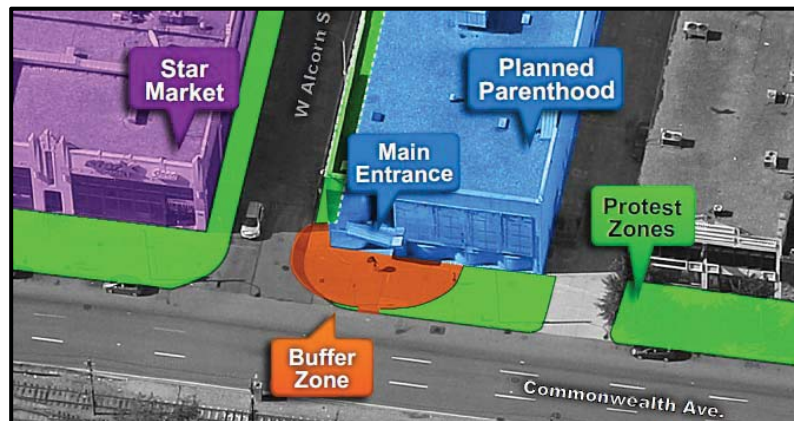 Star
Market
W Alcorn S
Planned
Parenthood
Main
Entrance
Protest
Zones
Buffer
Zone
Commonwealth Ave.